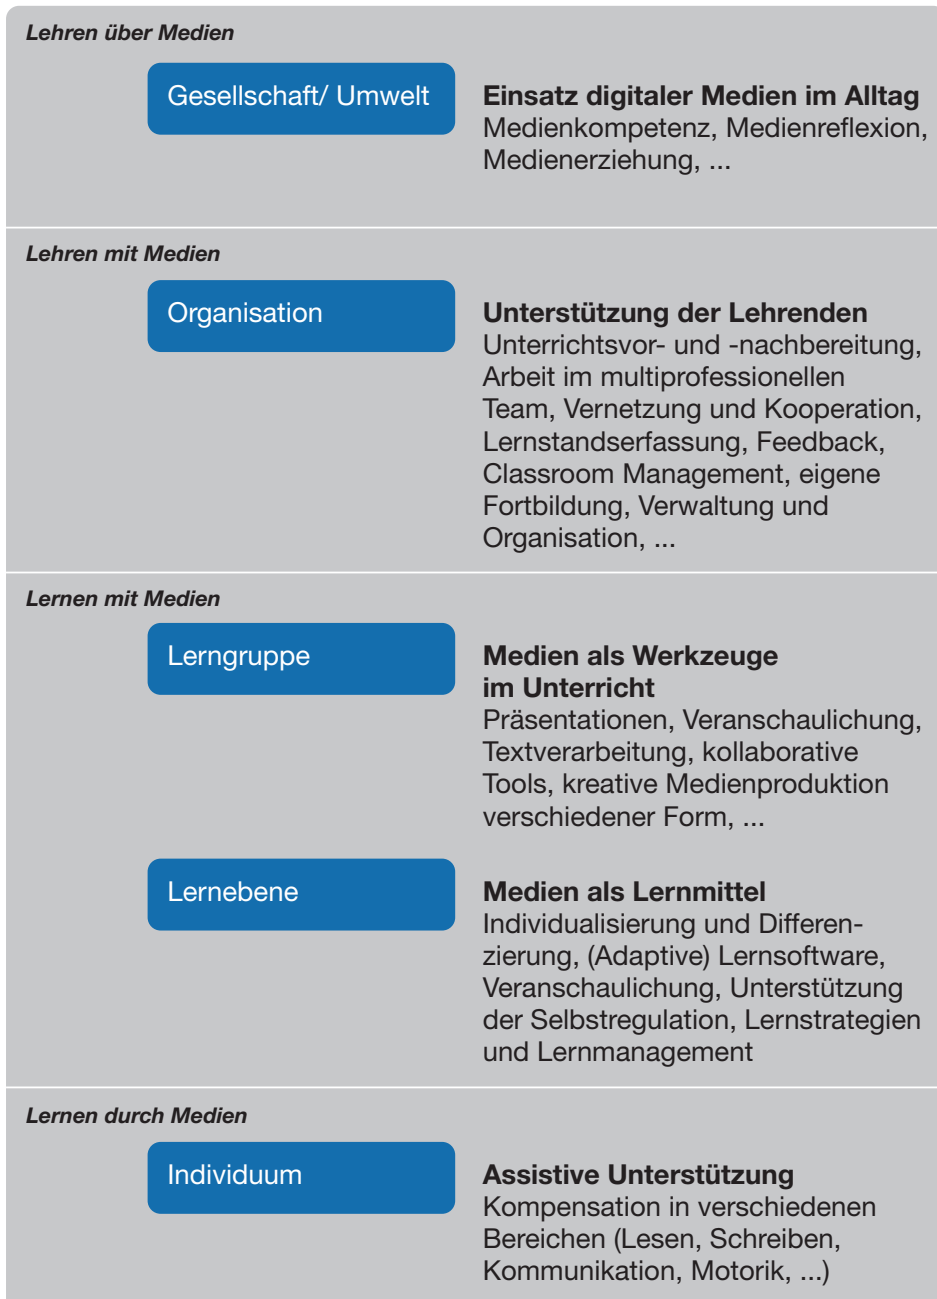 Lehren über Medien
Gesellschaft/ Umwelt
Einsatz digitaler Medien im Alltag
Medienkompetenz, Medienreflexion,
Medienerziehung, ...
Lehren mit Medien
Organisation
Unterstützung der Lehrenden
Unterrichtsvor- und -nachbereitung,
Arbeit im multiprofessionellen
Team, Vernetzung und Kooperation,
Lernstandserfassung, Feedback,
Classroom Management, eigene
Fortbildung, Verwaltung und
Organisation, ...
Lernen mit Medien
Lerngruppe
Medien als Werkzeuge
im Unterricht
Präsentationen, Veranschaulichung,
Textverarbeitung, kollaborative
Tools, kreative Medienproduktion
verschiedener Form, ...
Lernebene
Medien als Lernmittel
Individualisierung und Differen-
zierung, (Adaptive) Lernsoftware,
Veranschaulichung, Unterstützung
der Selbstregulation, Lernstrategien
und Lernmanagement
Lernen durch Medien
Individuum
Assistive Unterstützung
Kompensation in verschiedenen
Bereichen (Lesen, Schreiben,
Kommunikation, Motorik, ...)